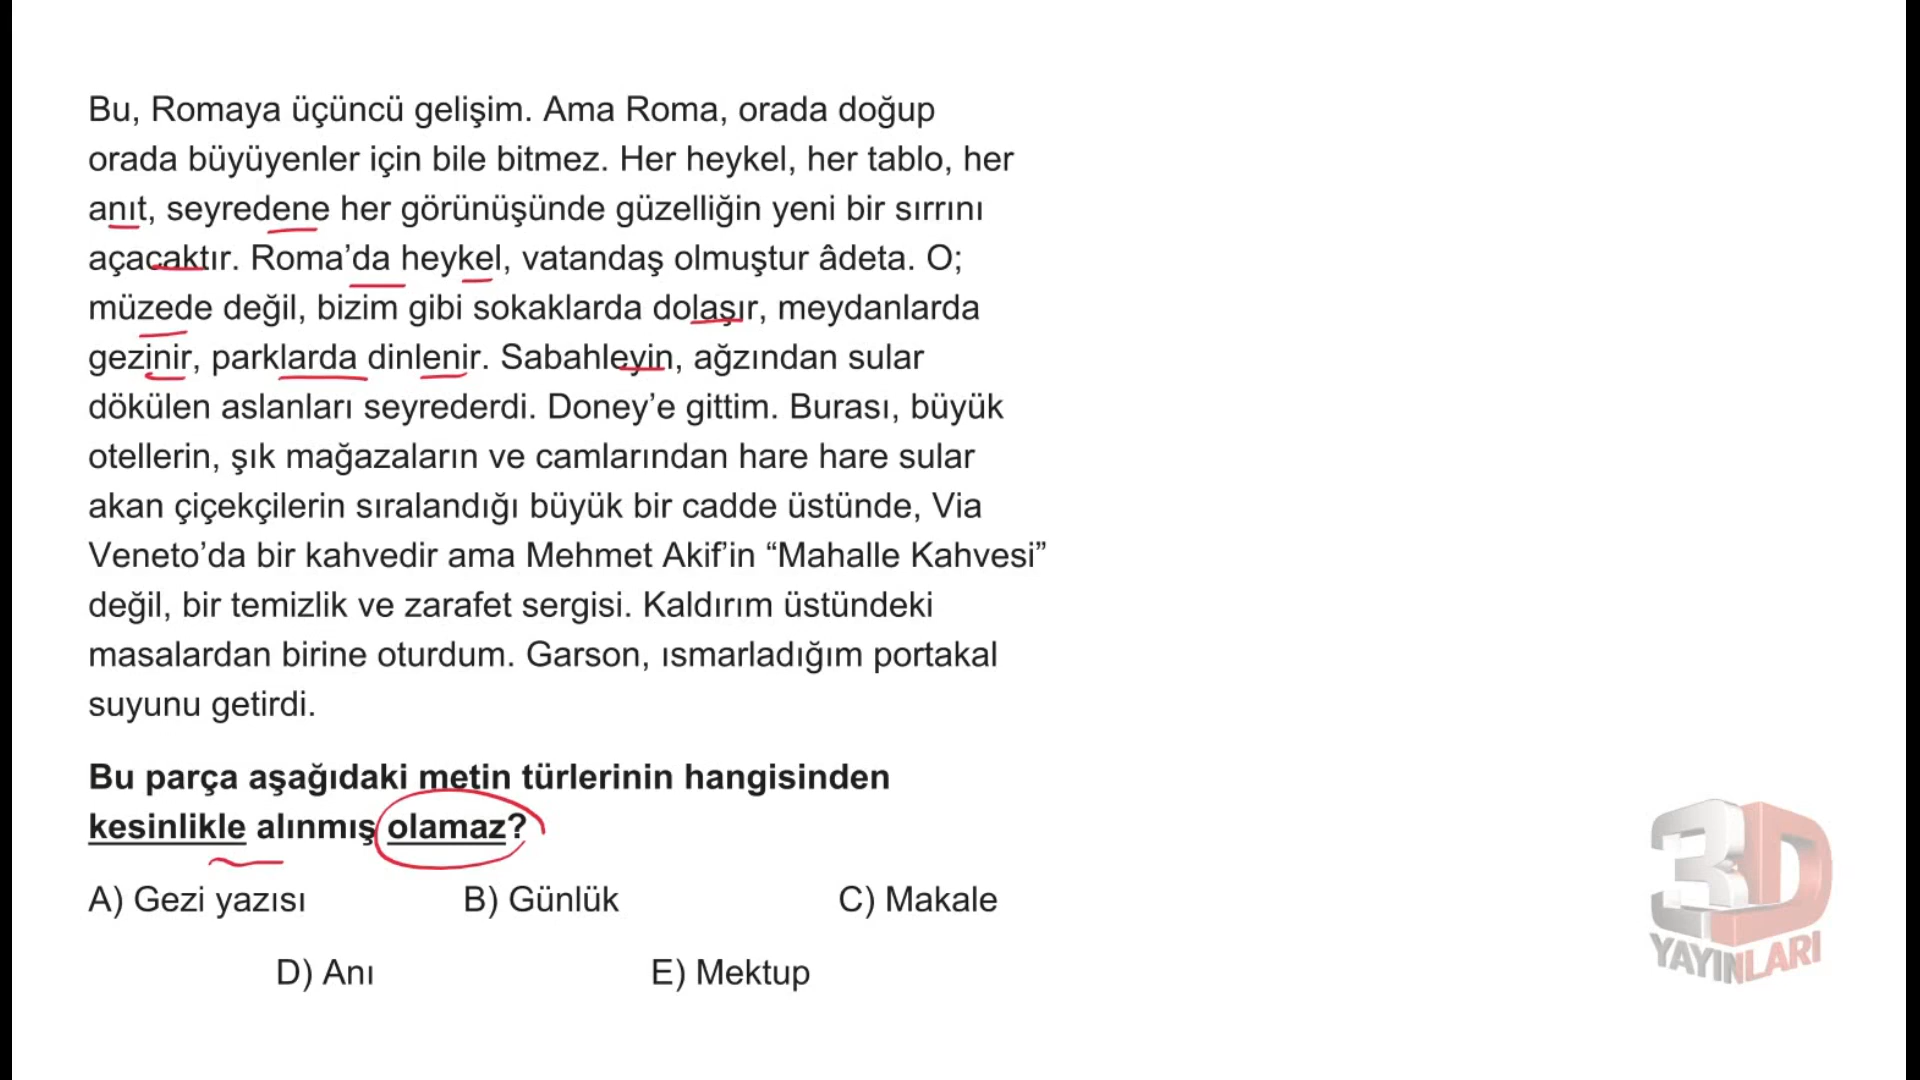 Bu, Romaya üçüncü gelişim. Ama Roma, orada doğup
orada büyüyenler için bile bitmez. Her heykel, her tablo, her
anıt, seyredene her görünüşünde güzelliğin yeni bir sırrını
açacaktır. Roma’da heykel, vatandaş olmuştur âdeta. O;
müzede değil, bizim gibi sokaklarda dolaşır, meydanlarda
gezinir, parklarda dinlenir. Sabahleyin, ağzından sular
dökülen aslanları seyrederdi. Doney’e gittim. Burası, büyük
otellerin, şık mağazaların ve camlarından hare hare sular
akan çiçekçilerin sıralandığı büyük bir cadde üstünde, Via
Veneto’da bir kahvedir ama Mehmet Akif’in “Mahalle Kahvesi”
değil, bir temizlik ve zarafet sergisi. Kaldırım üstündeki
masalardan birine oturdum. Garson, ısmarladığım portakal
suyunu getirdi.
Bu parça aşağıdaki metin türlerinin hangisinden
kesinlikle alınmış olamaz?
A) Gezi yazısı B) Günlük C) Makale
D) Anı E) Mektup
3D
YAYINLARI